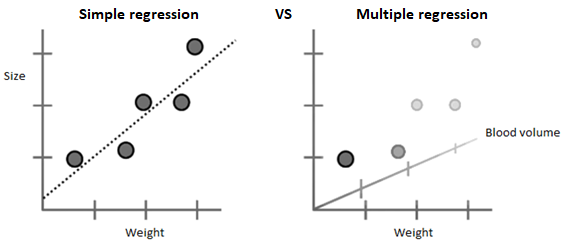 Simple regression VS Multiple regression
Size
Blood volume
Weight
Weight